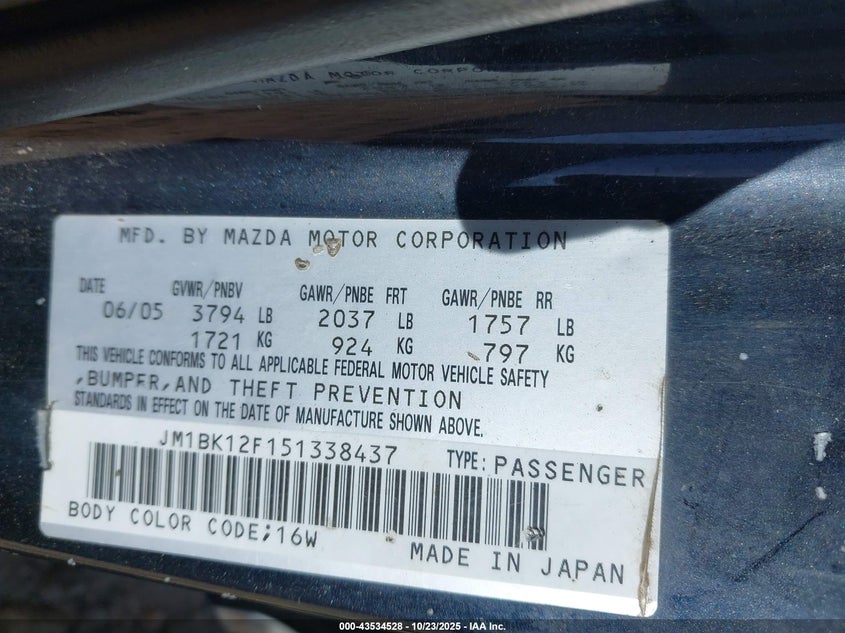 MAZDA MOTOR CORPORATION
MFD. BY MAZDA MOTOR CORPORATION
DATE GVWR/PNBV GAWR/PNBE FRT GAWR/PNBE RR
06/05 3794 LB 2037 LB 1757 LB
1721 KG 924 KG 797 KG
THIS VEHICLE CONFORMS TO ALL APPLICABLE FEDERAL MOTOR VEHICLE SAFETY
,BUMPER,AND THEFT PREVENTION
STANDARDS IN EFFECT ON THE DATE OF MANUFACTURE SHOWN ABOVE.
JM1BK12F151338437 TYPE: PASSENGER
BODY COLOR CODE;16W
MADE IN JAPAN
000-43534528 - 10/23/2025 - IAA Inc.